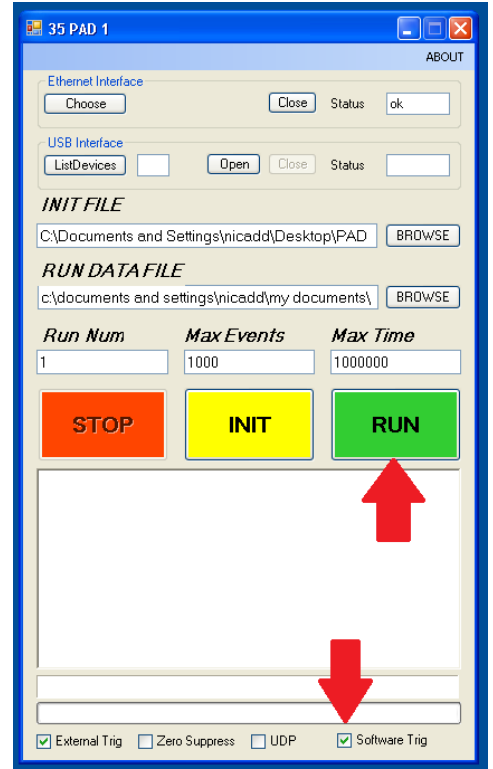 35 PAD 1
ABOUT
Ethernet Interface
Choose Close Status ok
USB Interface
ListDevices Open Close Status
INIT FILE
C:\Documents and Settings\nicadd\Desktop\PAD BROWSE
RUN DATA FILE
c:\documents and settings\nicadd\my documents\ BROWSE
Run Num Max Events Max Time
1 1000 1000000
STOP INIT RUN
External Trig Zero Suppress UDP Software Trig